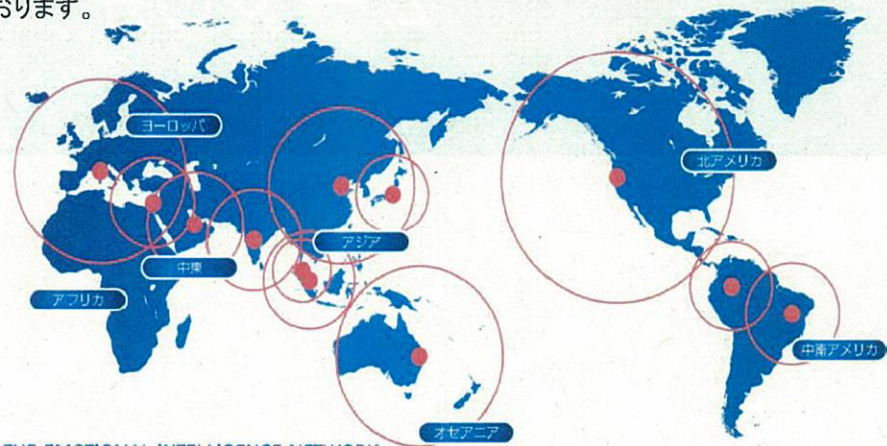 おります。
ヨーロッパ
北アメリカ
アジア
中東
アフリカ
中南アメリカ
オセアニア